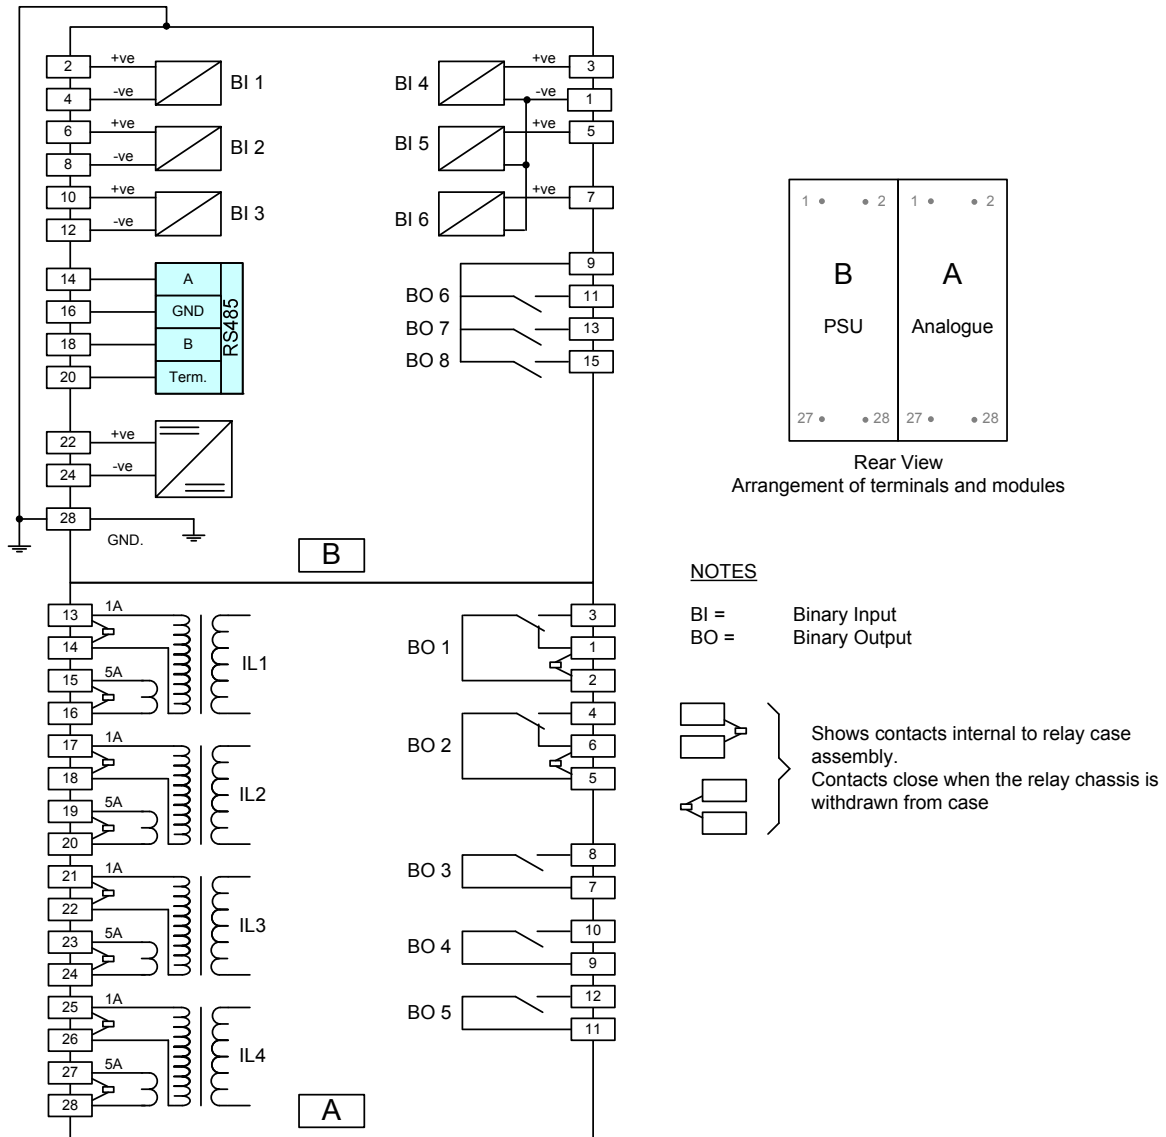 2 +ve
BI 1
4 -ve
6 +ve
BI 2
8 -ve
10 +ve
BI 3
12 -ve
14 A
16 GND
18 B
20 Term.
RS485
22 +ve
24 -ve
28
GND.
BI 4
+ve 3
-ve 1
BI 5
+ve 5
BI 6
+ve 7
9
BO 6 11
BO 7 13
BO 8 15
B
13 1A
14
IL1
15 5A
16
17 1A
18
IL2
19 5A
20
21 1A
22
IL3
23 5A
24
25 1A
26
IL4
27 5A
28
3
BO 1 1
2
4
BO 2 6
5
8
BO 3
7
10
BO 4
9
12
BO 5
11
A
1 2 1 2
B A
PSU Analogue
27 28 27 28
Rear View
Arrangement of terminals and modules
NOTES
BI = Binary Input
BO = Binary Output
Shows contacts internal to relay case
assembly.
Contacts close when the relay chassis is
withdrawn from case